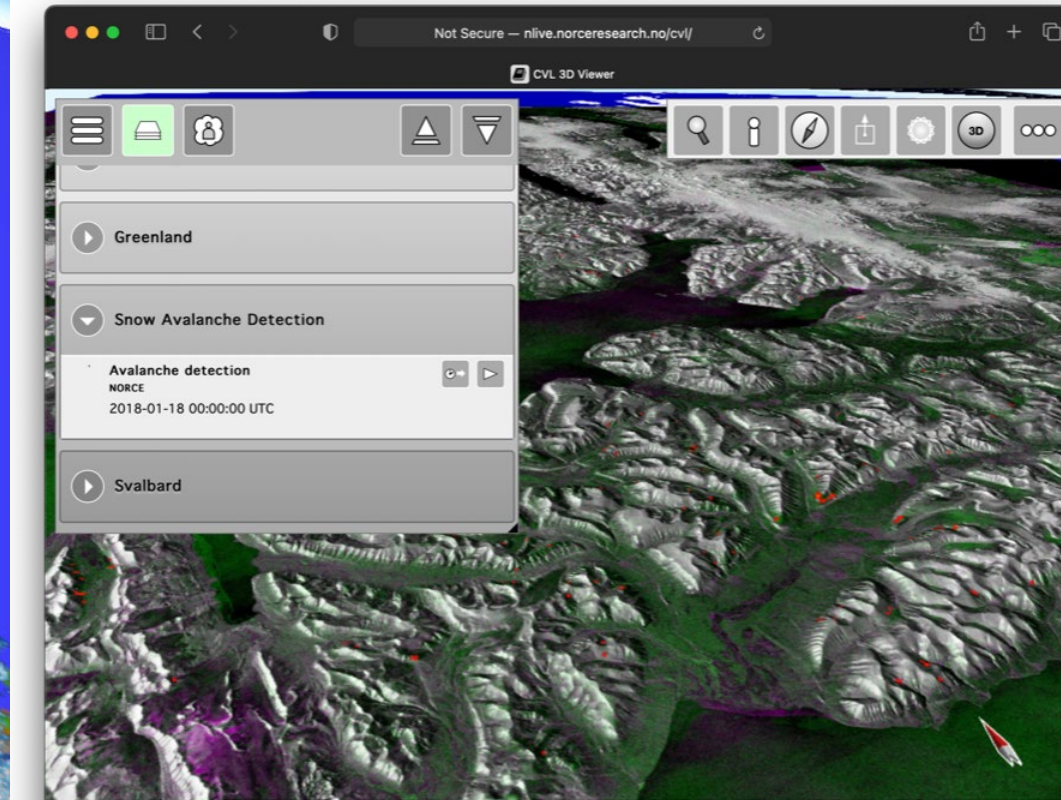 Not Secure — nlive.norceresearch.no/cvl/
CVL 3D Viewer
3D
Greenland
Snow Avalanche Detection
Avalanche detection
NORCE
2018-01-18 00:00:00 UTC
Svalbard